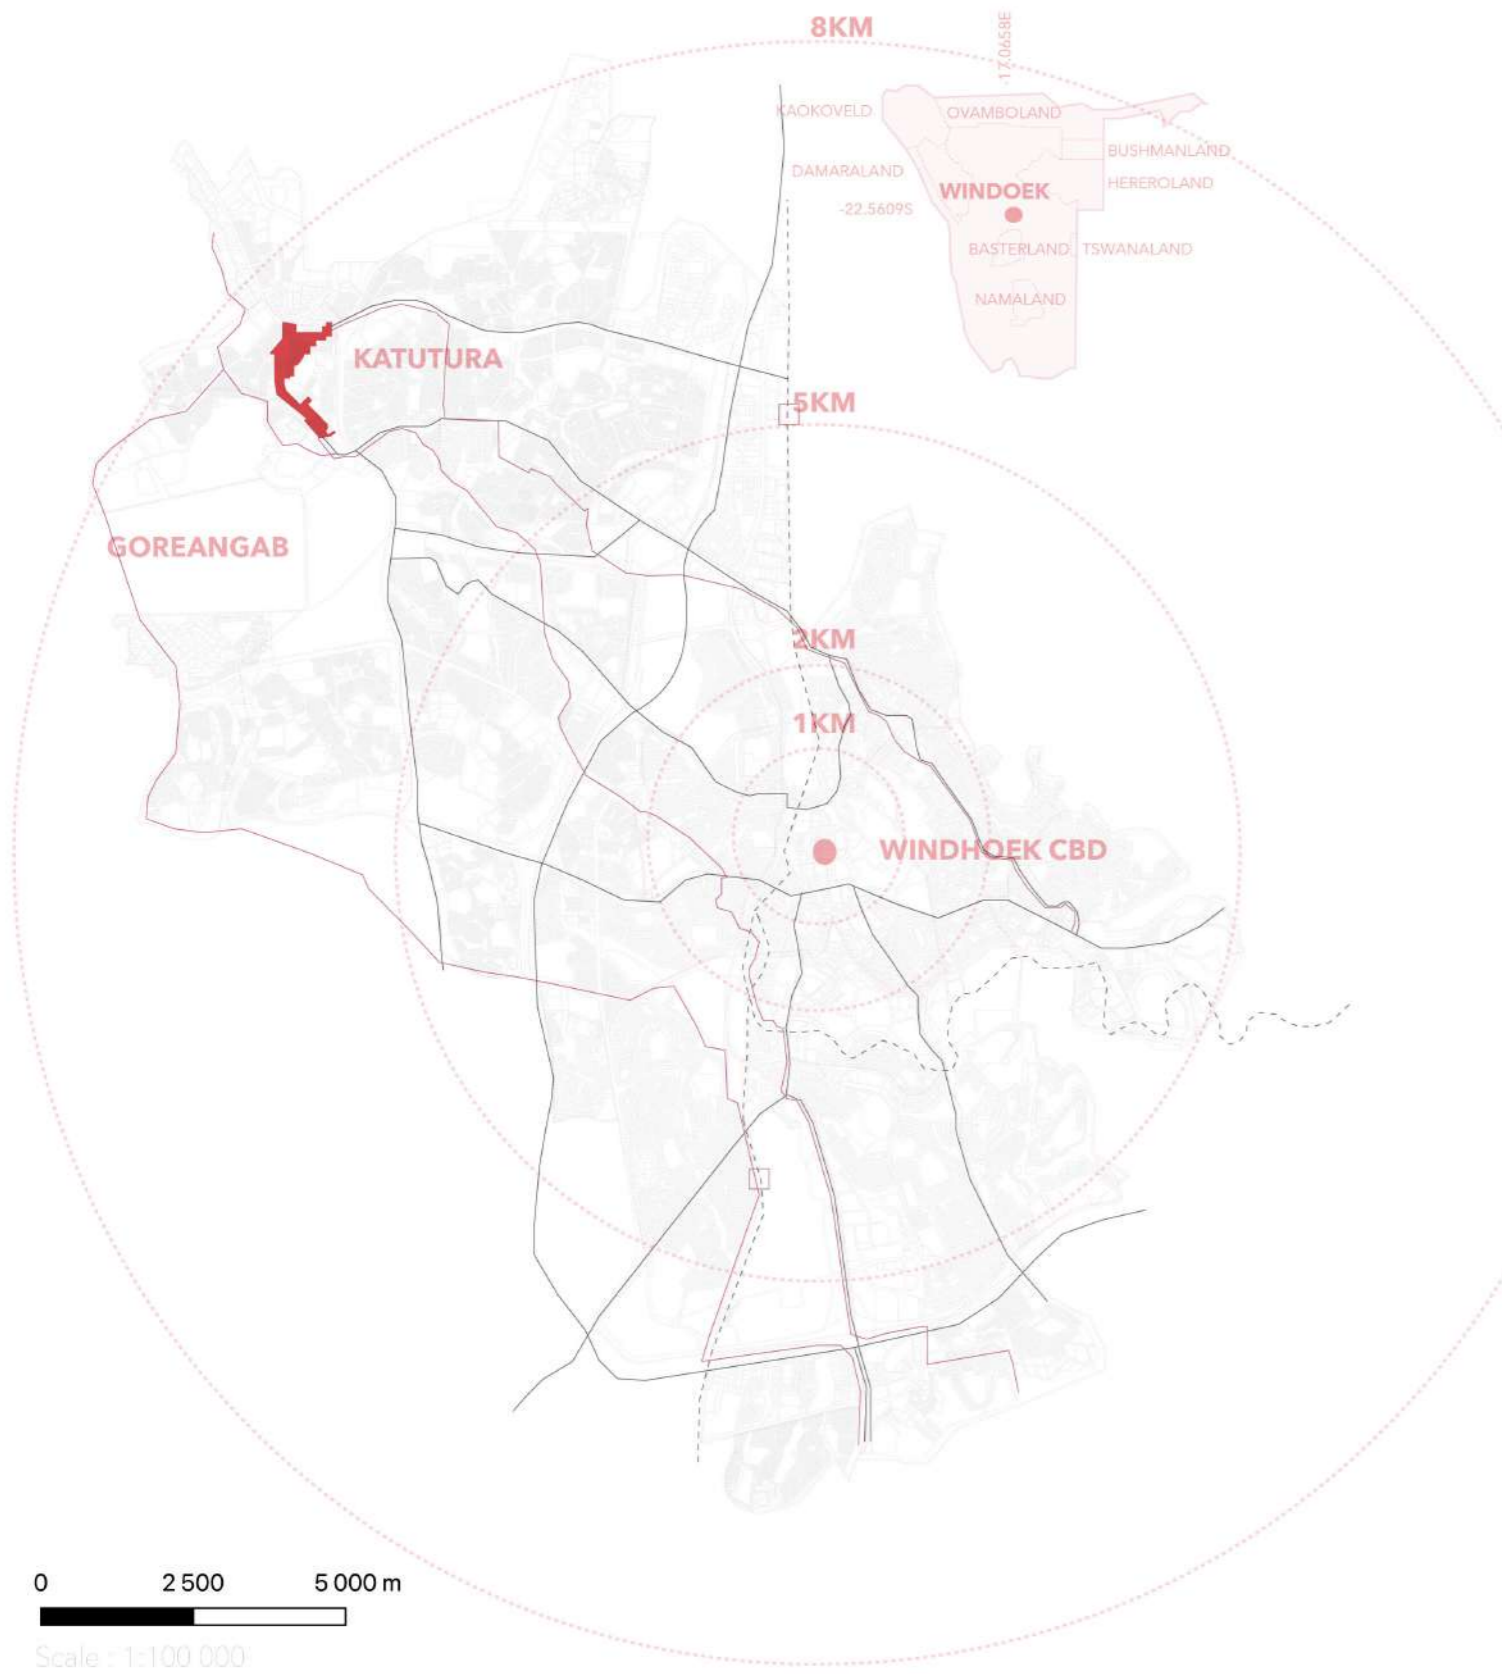 8KM
-17.0658E
KAOKOVELD
OVAMBOLAND
BUSHMANLAND
DAMARALAND
HEREROLAND
WINDOEK
-22.5609S
BASTERLAND
TSWANALAND
NAMALAND
KATUTURA
5KM
GOREANGAB
2KM
1KM
WINDHOEK CBD
0 2 500 5 000 m
Scale : 1:100 000